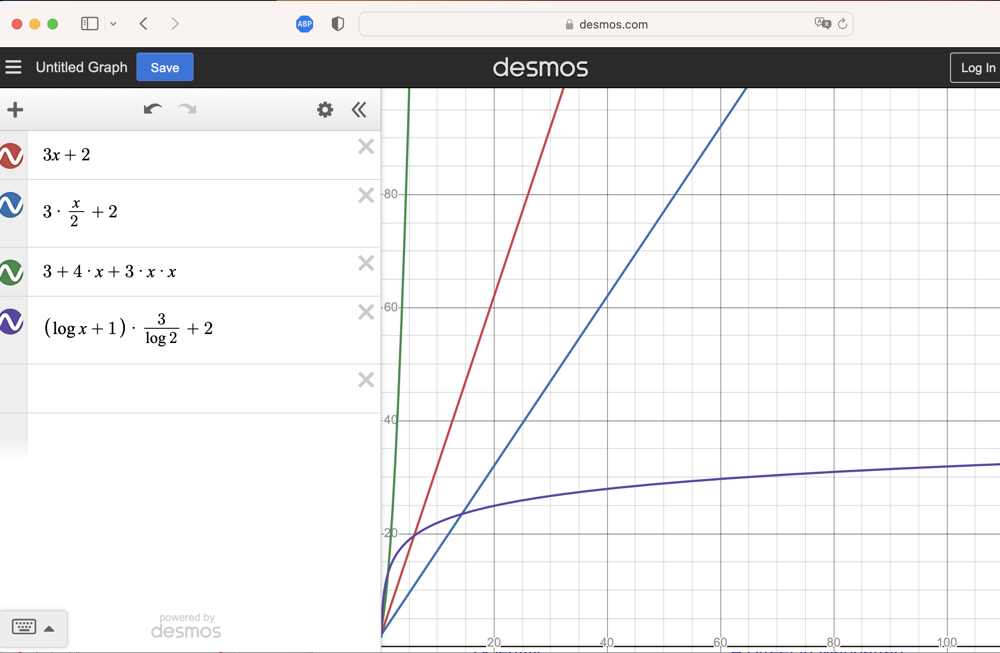 ABP
desmos.com
Untitled Graph
Save
desmos
Log In
3x + 2
3 · x/2 + 2
3 + 4 · x + 3 · x · x
(log x + 1) · 3/log 2 + 2
80
60
40
20
20 40 60 80 100
powered by
desmos